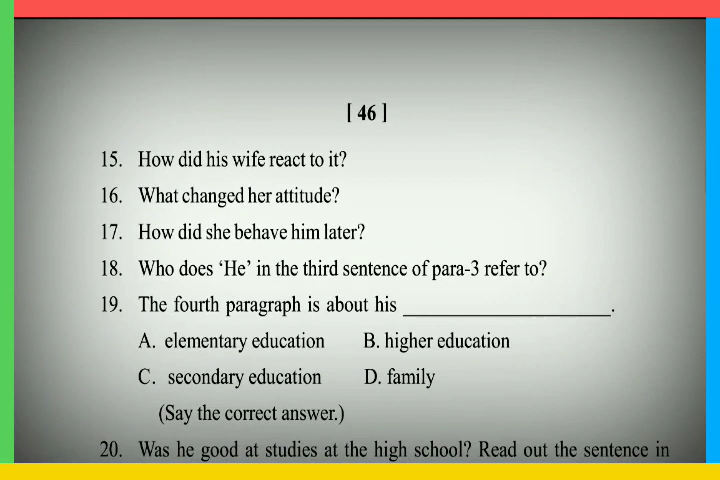 [ 46 ]
15. How did his wife react to it?
16. What changed her attitude?
17. How did she behave him later?
18. Who does ‘He’ in the third sentence of para-3 refer to?
19. The fourth paragraph is about his ____________________.
A. elementary education B. higher education
C. secondary education D. family
(Say the correct answer.)
20. Was he good at studies at the high school? Read out the sentence in